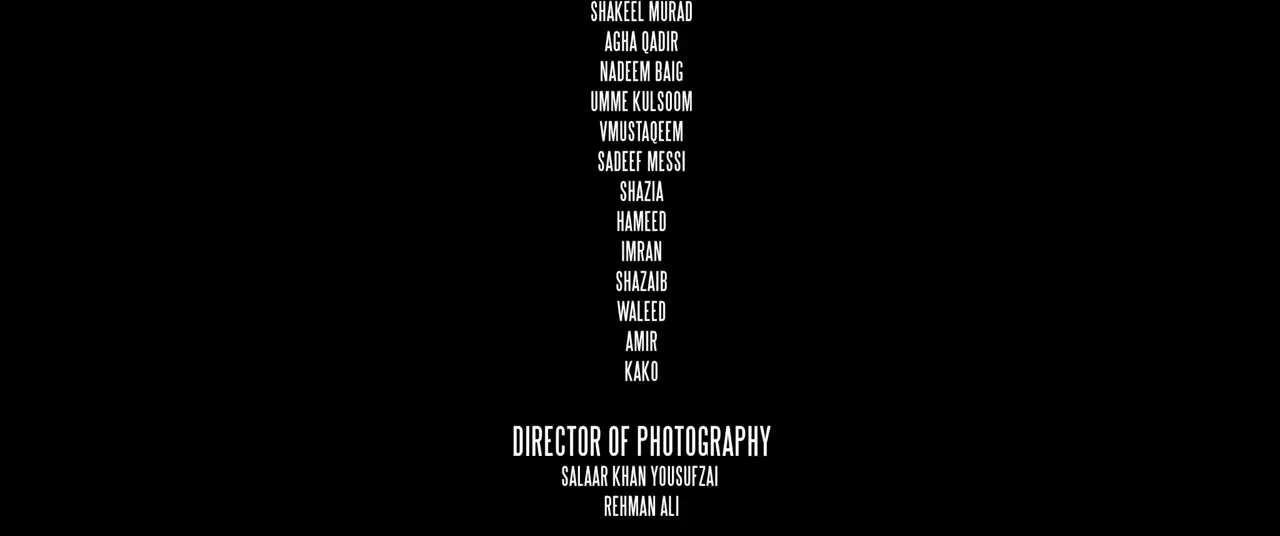 SHAKEEL MURAD
AGHA QADIR
NADEEM BAIG
UMME KULSOOM
VMUSTAQEEM
SADEEF MESSI
SHAZIA
HAMEED
IMRAN
SHAZAIB
WALEED
AMIR
KAKO
DIRECTOR OF PHOTOGRAPHY
SALAAR KHAN YOUSUFZAI
REHMAN ALI